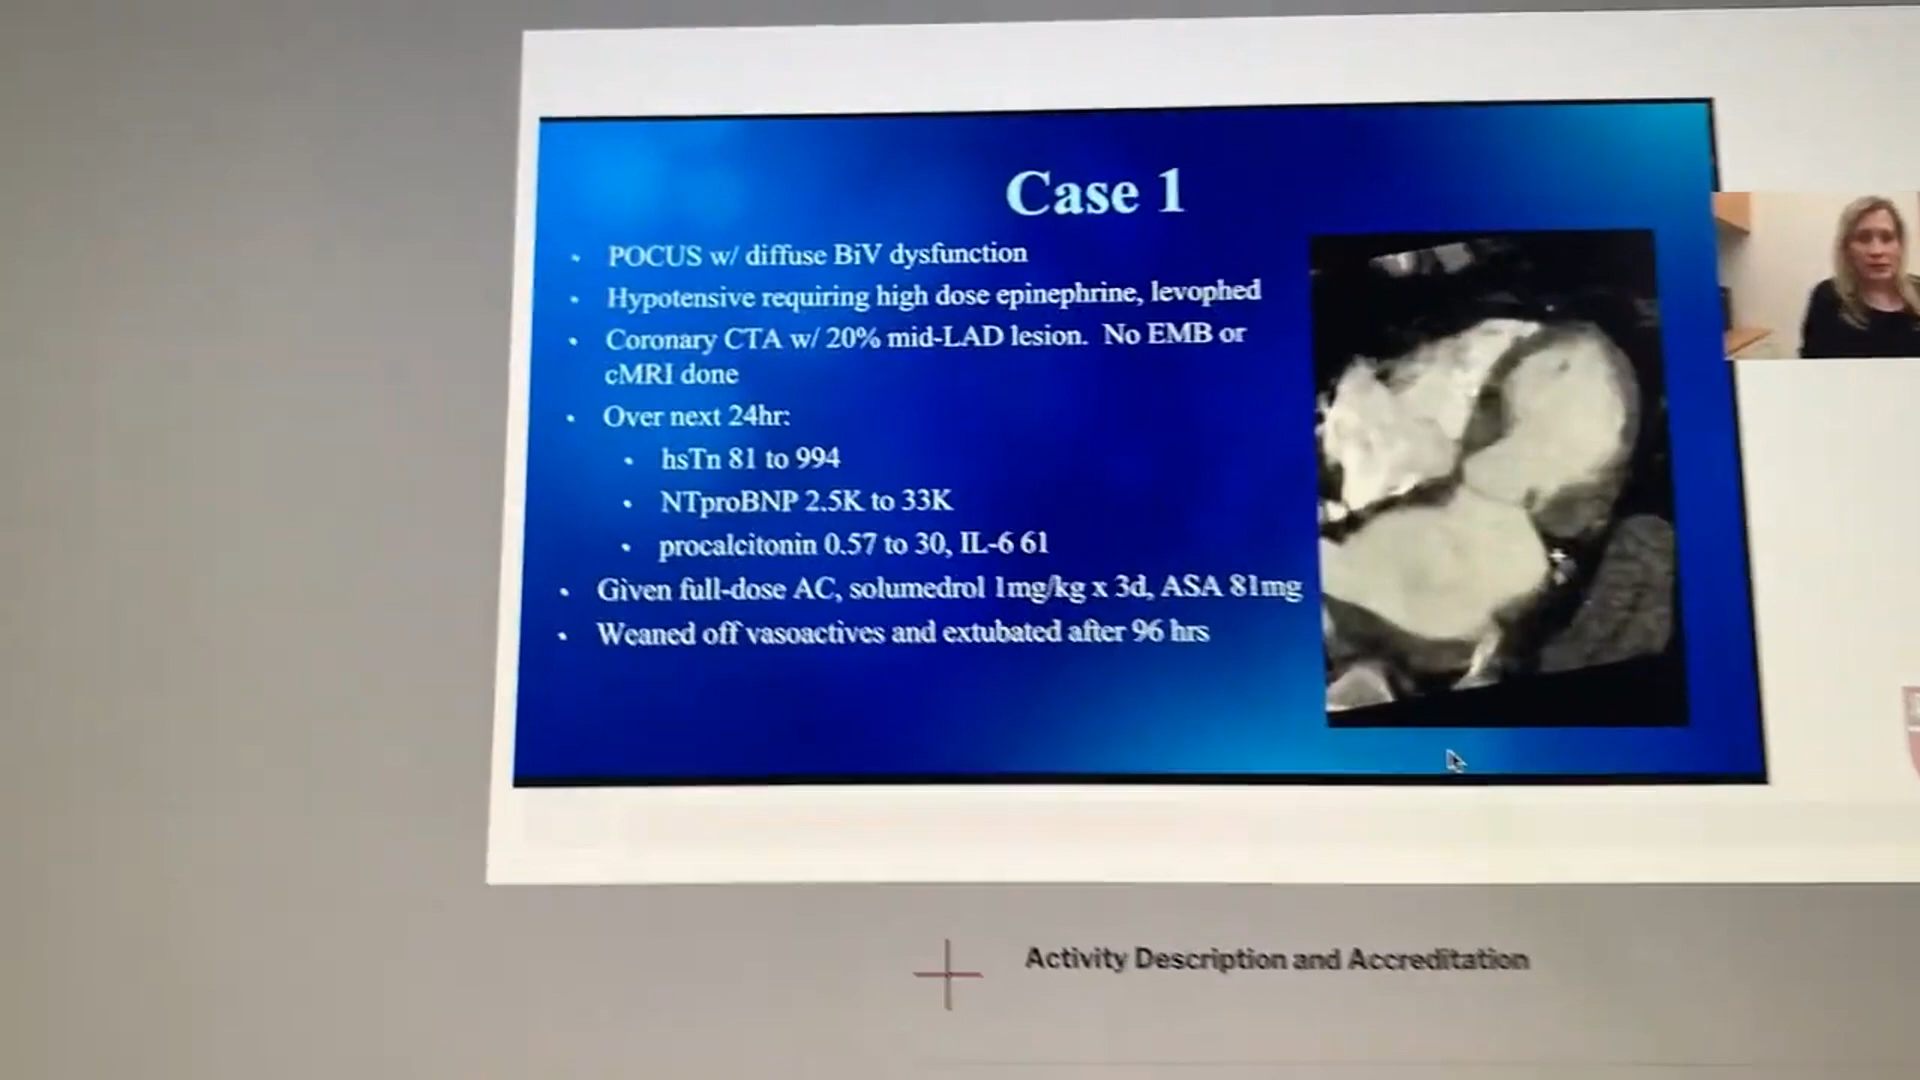 Case 1
POCUS w/ diffuse BiV dysfunction
Hypotensive requiring high dose epinephrine, levophed
Coronary CTA w/ 20% mid-LAD lesion. No EMB or
cMRI done
Over next 24hr:
hsTn 81 to 994
NTproBNP 2.5K to 33K
procalcitonin 0.57 to 30, IL-6 61
Given full-dose AC, solumedrol 1mg/kg x 3d, ASA 81mg
Weaned off vasoactives and extubated after 96 hrs
Activity Description and Accreditation